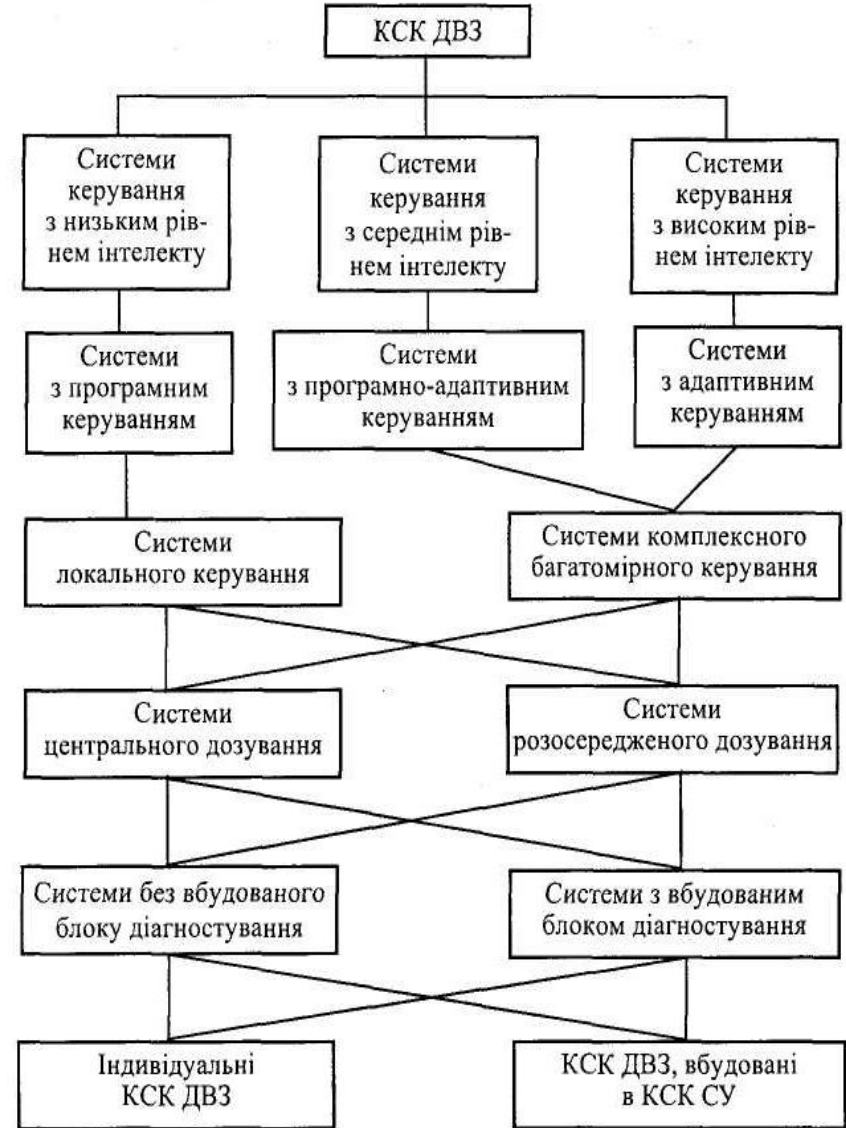 КСК ДВЗ
Системи
керування
з низьким рів-
нем інтелекту
Системи
керування
з середнім рів-
нем інтелекту
Системи
керування
з високим рів-
нем інтелекту
Системи
з програмним
керуванням
Системи
з програмно-адаптивним
керуванням
Системи
з адаптивним
керуванням
Системи
локального керування
Системи комплексного
багатомірного керування
Системи
центрального дозування
Системи
розосередженого дозування
Системи без вбудованого
блоку діагностування
Системи з вбудованим
блоком діагностування
Індивідуальні
КСК ДВЗ
КСК ДВЗ, вбудовані
в КСК СУ